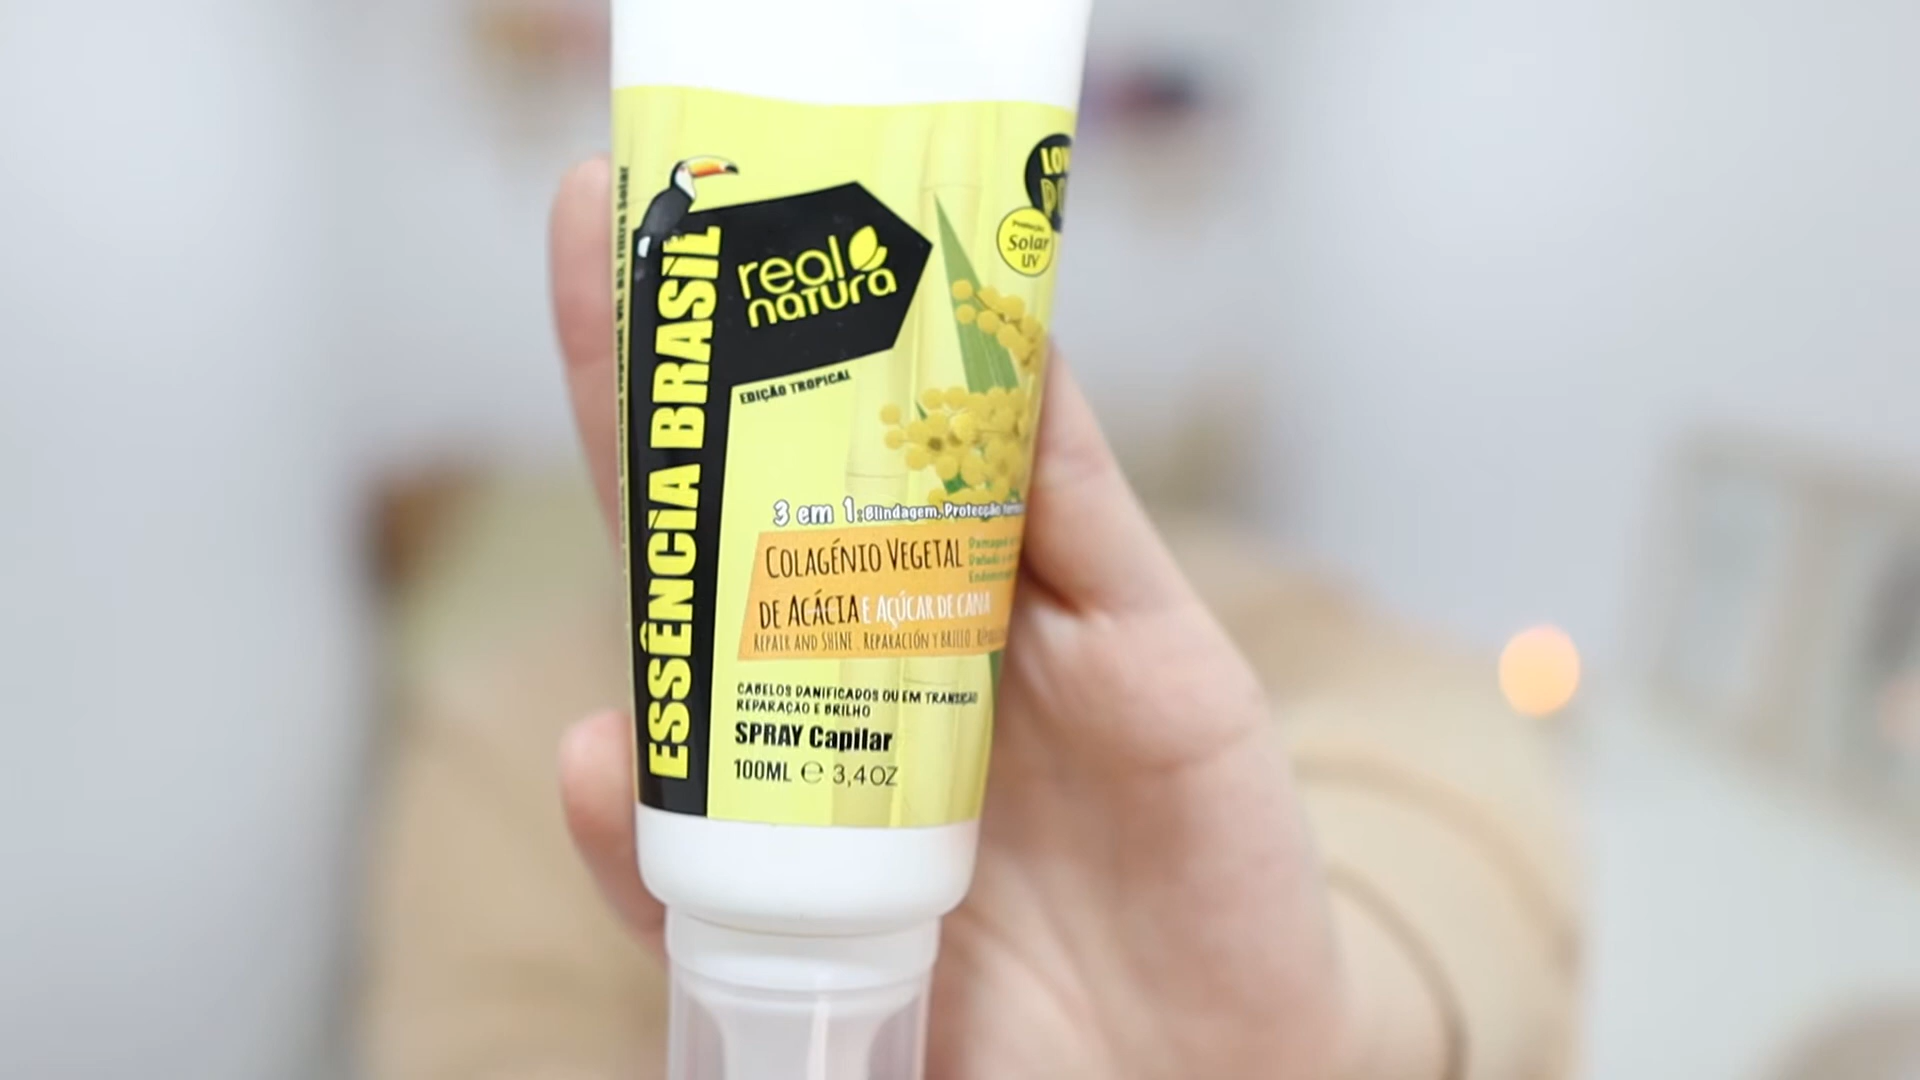 ESSÊNCIA BRASIL
real
natura
EDIÇÃO TROPICAL
Solar
UV
3 em 1: Blindagem, Protecção
COLAGÉNIO VEGETAL
DE ACÁCIA E AÇÚCAR DE CANA
REPAIR AND SHINE . REPARACIÓN Y BRILLO .
CABELOS DANIFICADOS OU EM TRANSIÇÃO
REPARAÇÃO E BRILHO
SPRAY Capilar
100ML ℮ 3,4OZ